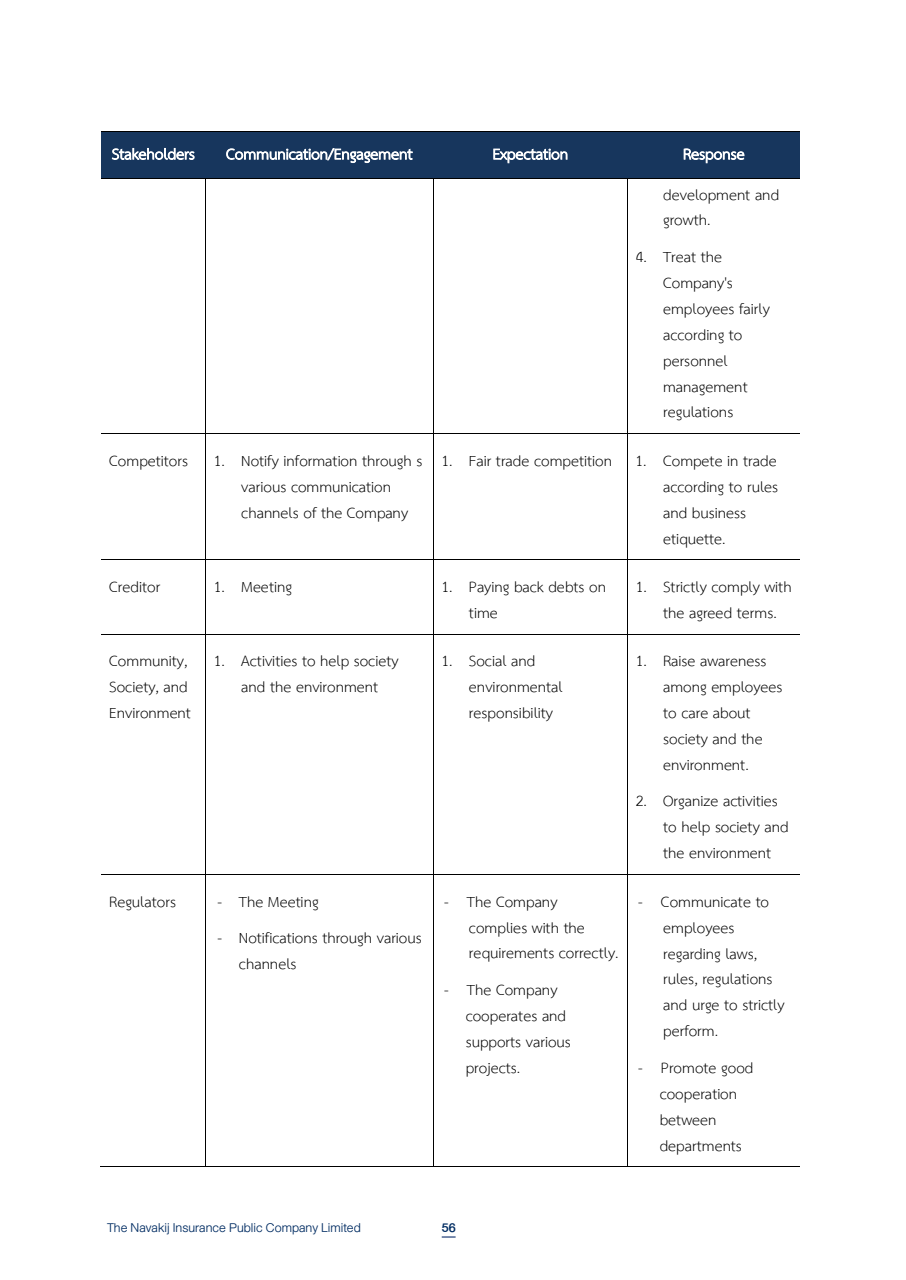 Stakeholders Communication/Engagement Expectation Response
development and
growth.
4. Treat the
Company's
employees fairly
according to
personnel
management
regulations
Competitors
1. Notify information through s
various communication
channels of the Company
1. Fair trade competition
1. Compete in trade
according to rules
and business
etiquette.
Creditor
1. Meeting
1. Paying back debts on
time
1. Strictly comply with
the agreed terms.
Community,
Society, and
Environment
1. Activities to help society
and the environment
1. Social and
environmental
responsibility
1. Raise awareness
among employees
to care about
society and the
environment.
2. Organize activities
to help society and
the environment
Regulators
- The Meeting
- Notifications through various
channels
- The Company
complies with the
requirements correctly.
- The Company
cooperates and
supports various
projects.
- Communicate to
employees
regarding laws,
rules, regulations
and urge to strictly
perform.
- Promote good
cooperation
between
departments
The Navakij Insurance Public Company Limited 56